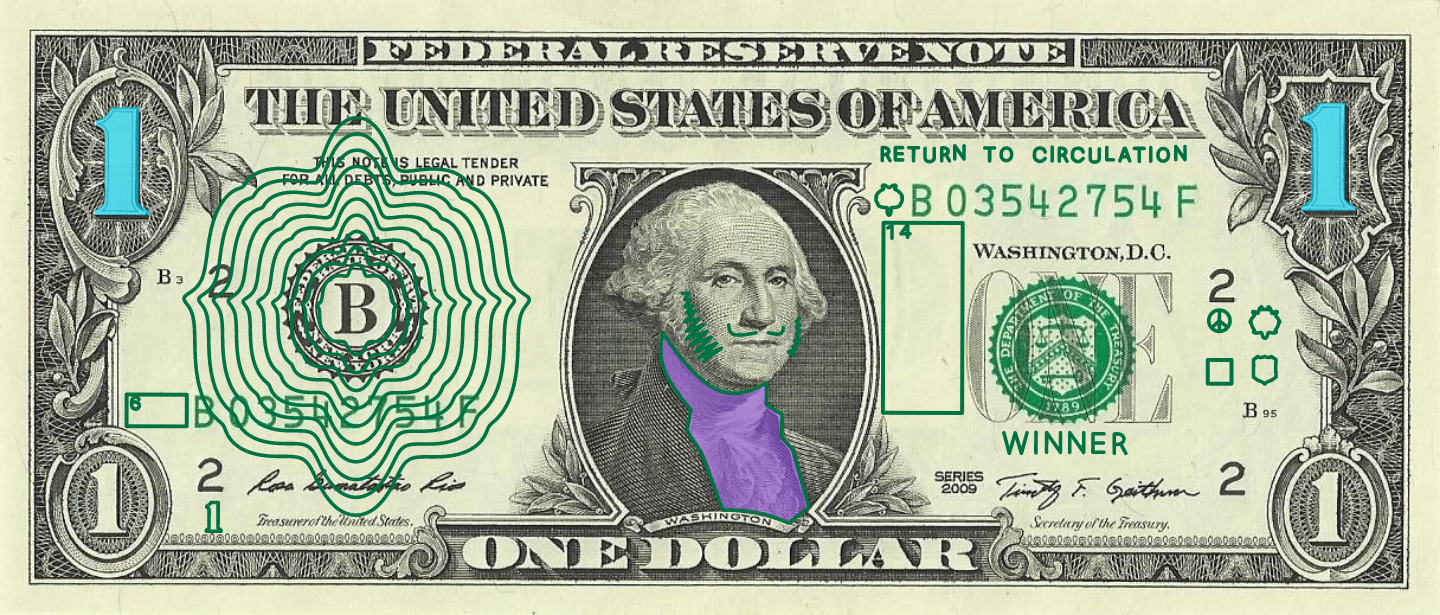 FEDERAL RESERVE NOTE
THE UNITED STATES OF AMERICA
1
1
THIS NOTE IS LEGAL TENDER
FOR ALL DEBTS, PUBLIC AND PRIVATE
RETURN TO CIRCULATION
B 03542754 F
14
WASHINGTON, D.C.
B 3
2
B
ONE
THE DEPARTMENT OF THE TREASURY
1789
2
6
B 03542754 F
B 95
WINNER
2
1
Rosa Gumataotao Rios
Treasurer of the United States.
SERIES
2009
Timothy F. Geithner
2
Secretary of the Treasury.
WASHINGTON
1
ONE DOLLAR
1